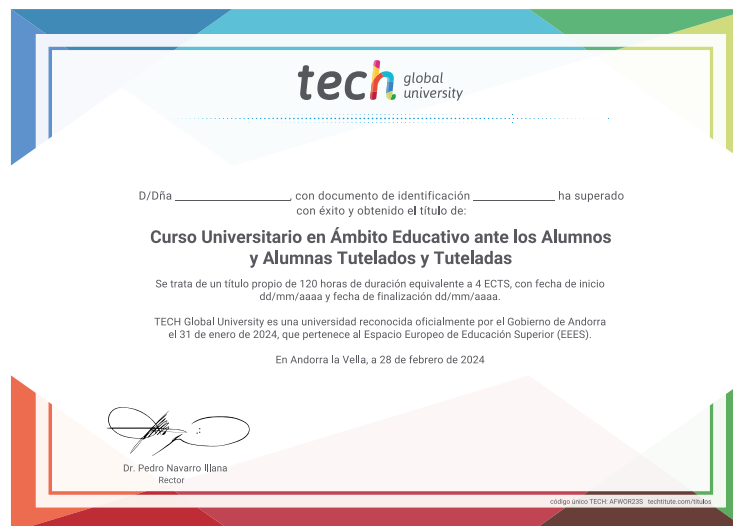 tech global university
D/Dña ________________, con documento de identificación ____________ ha superado
con éxito y obtenido el título de:
Curso Universitario en Ámbito Educativo ante los Alumnos
y Alumnas Tutelados y Tuteladas
Se trata de un título propio de 120 horas de duración equivalente a 4 ECTS, con fecha de inicio
dd/mm/aaaa y fecha de finalización dd/mm/aaaa.
TECH Global University es una universidad reconocida oficialmente por el Gobierno de Andorra
el 31 de enero de 2024, que pertenece al Espacio Europeo de Educación Superior (EEES).
En Andorra la Vella, a 28 de febrero de 2024
Dr. Pedro Navarro Illana
Rector
código único TECH: AFWOR23S techtitute.com/titulos